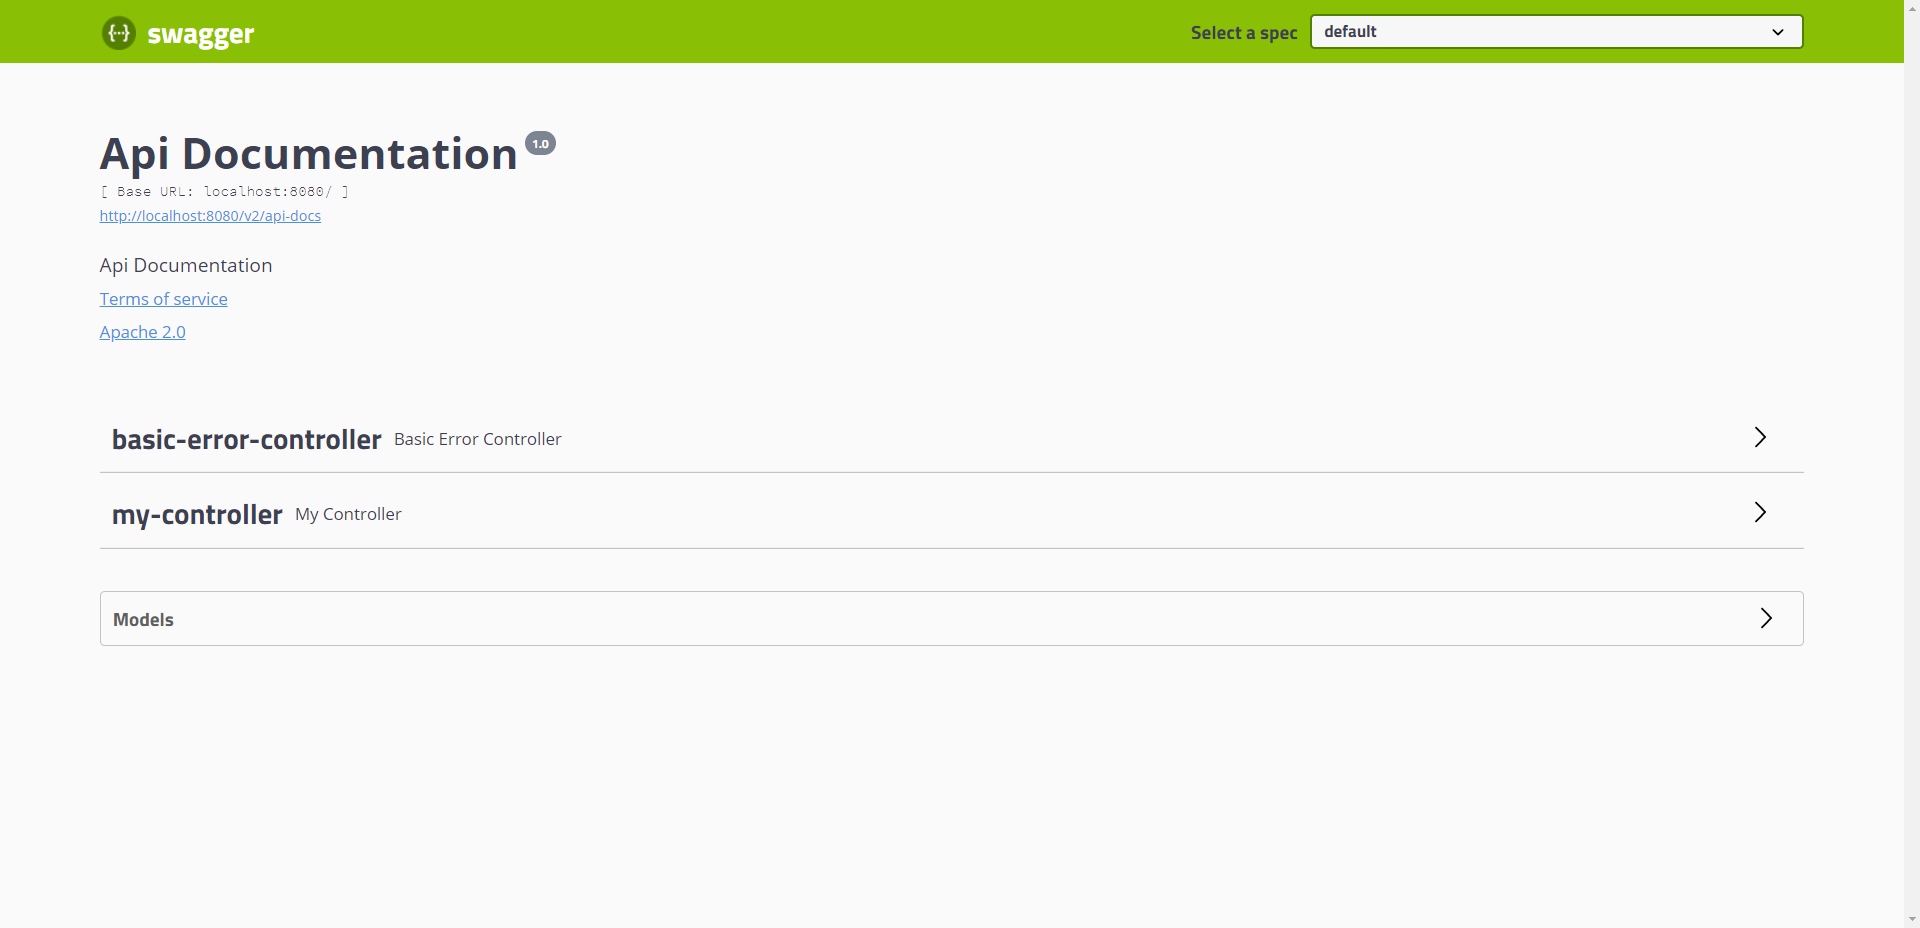 {···} swagger
Select a spec default
Api Documentation 1.0
[ Base URL: localhost:8080/ ]
http://localhost:8080/v2/api-docs
Api Documentation
Terms of service
Apache 2.0
basic-error-controller Basic Error Controller
my-controller My Controller
Models